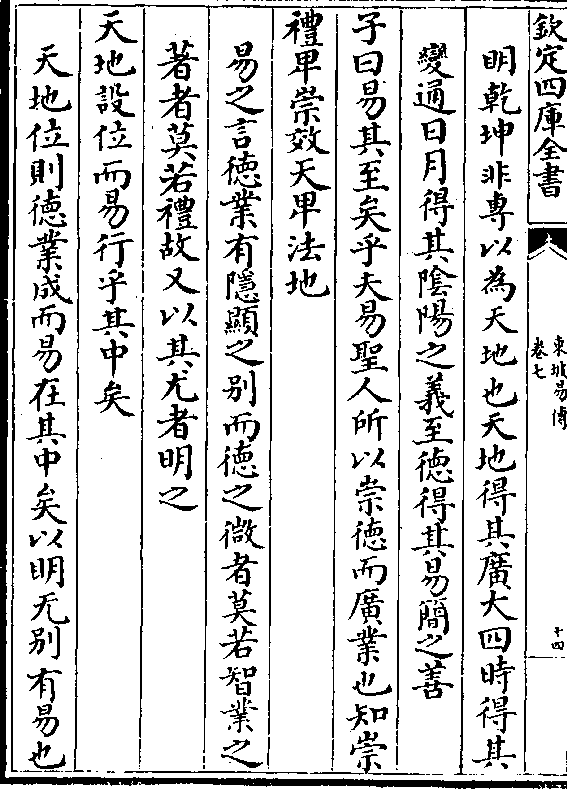 欽定四庫全書
東坡易傳
卷七
十四
明乾坤非專以為天地也天地得其廣大四時得其
變通日月得其陰陽之義至德得其易簡之善
子曰易其至矣乎夫易聖人所以崇德而廣業也知崇
禮卑崇效天卑法地
易之言德業有隱顯之别而德之微者莫若智業之
著者莫若禮故又以其尤者明之
天地設位而易行乎其中矣
天地位則德業成而易在其中矣以明无别有易也